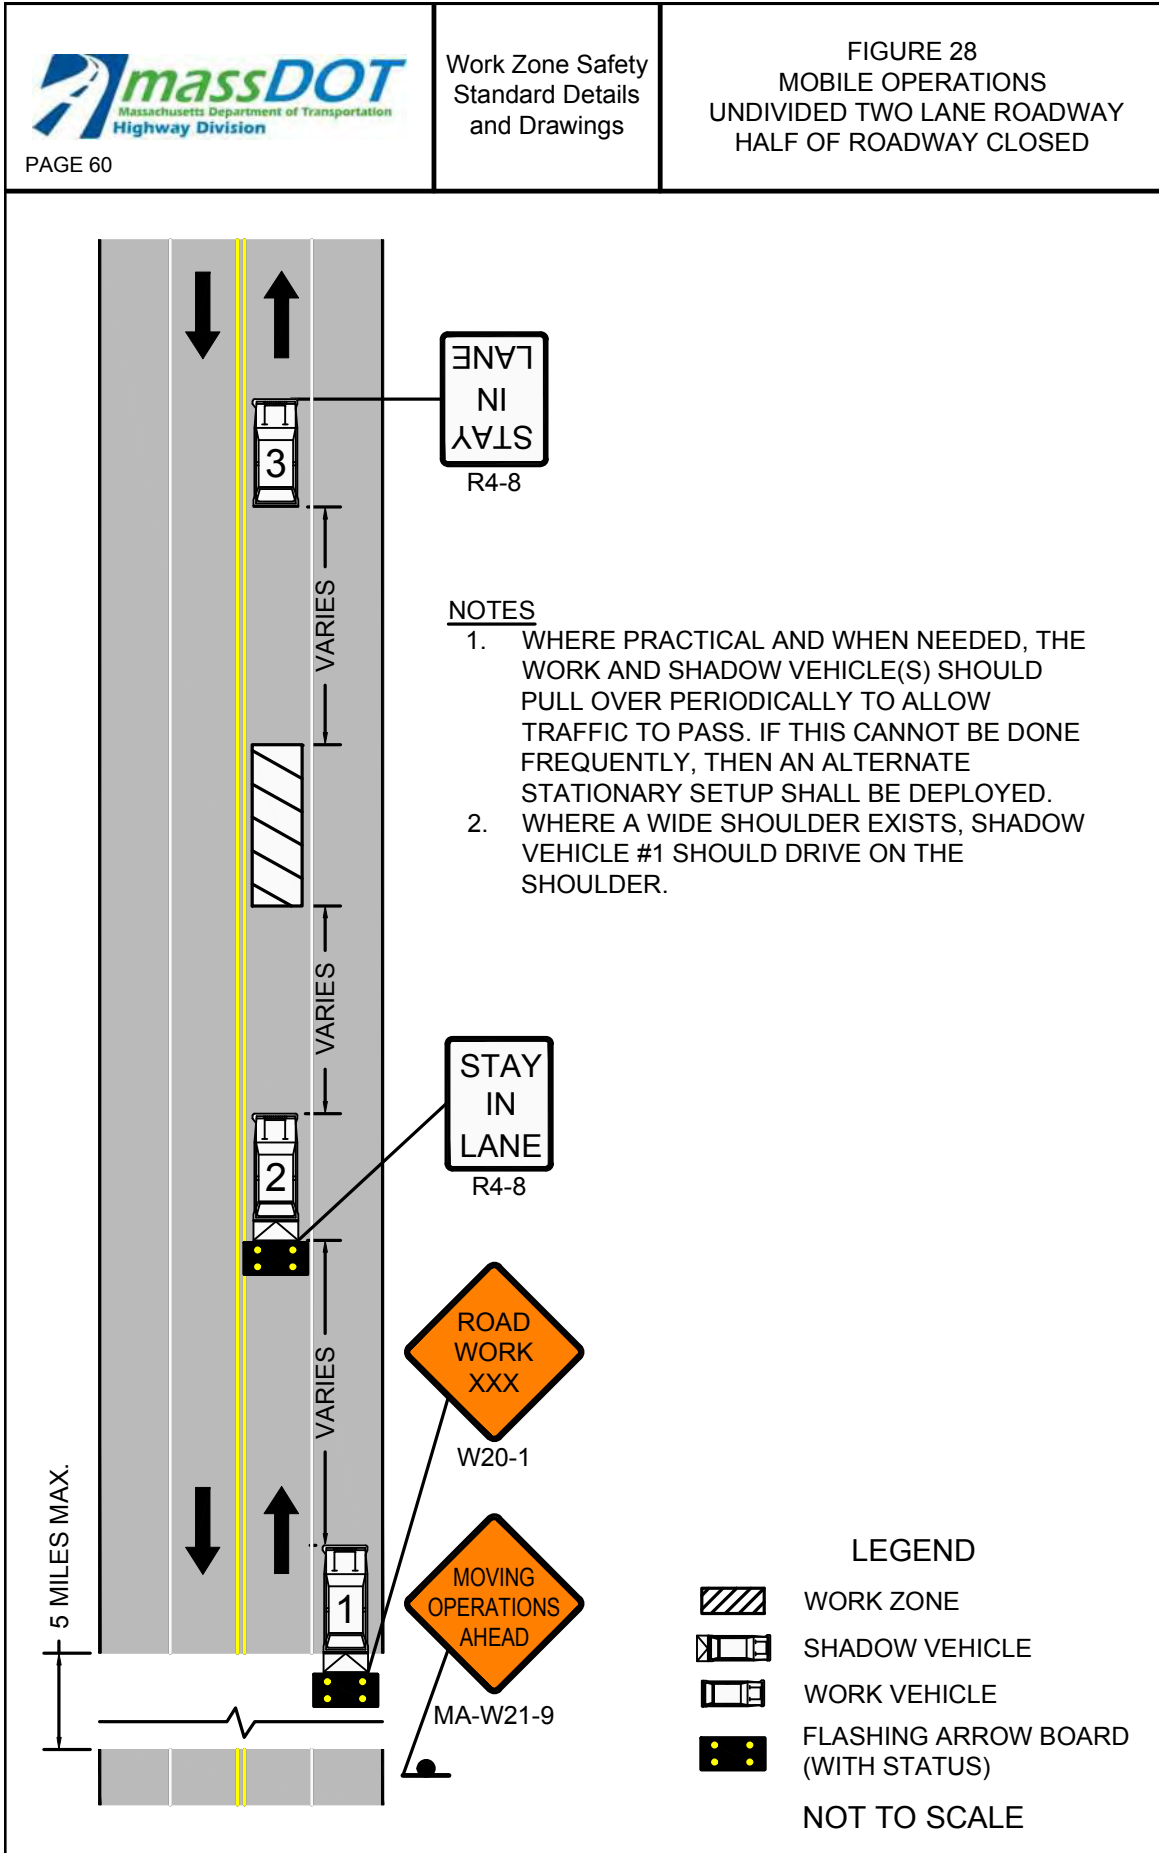 massDOT
Massachusetts Department of Transportation
Highway Division
PAGE 60
Work Zone Safety
Standard Details
and Drawings
FIGURE 28
MOBILE OPERATIONS
UNDIVIDED TWO LANE ROADWAY
HALF OF ROADWAY CLOSED
STAY
IN
LANE
R4-8
3
VARIES
NOTES
1. WHERE PRACTICAL AND WHEN NEEDED, THE
WORK AND SHADOW VEHICLE(S) SHOULD
PULL OVER PERIODICALLY TO ALLOW
TRAFFIC TO PASS. IF THIS CANNOT BE DONE
FREQUENTLY, THEN AN ALTERNATE
STATIONARY SETUP SHALL BE DEPLOYED.
2. WHERE A WIDE SHOULDER EXISTS, SHADOW
VEHICLE #1 SHOULD DRIVE ON THE
SHOULDER.
VARIES
STAY
IN
LANE
R4-8
2
VARIES
ROAD
WORK
XXX
W20-1
5 MILES MAX.
1
MOVING
OPERATIONS
AHEAD
MA-W21-9
LEGEND
WORK ZONE
SHADOW VEHICLE
WORK VEHICLE
FLASHING ARROW BOARD
(WITH STATUS)
NOT TO SCALE